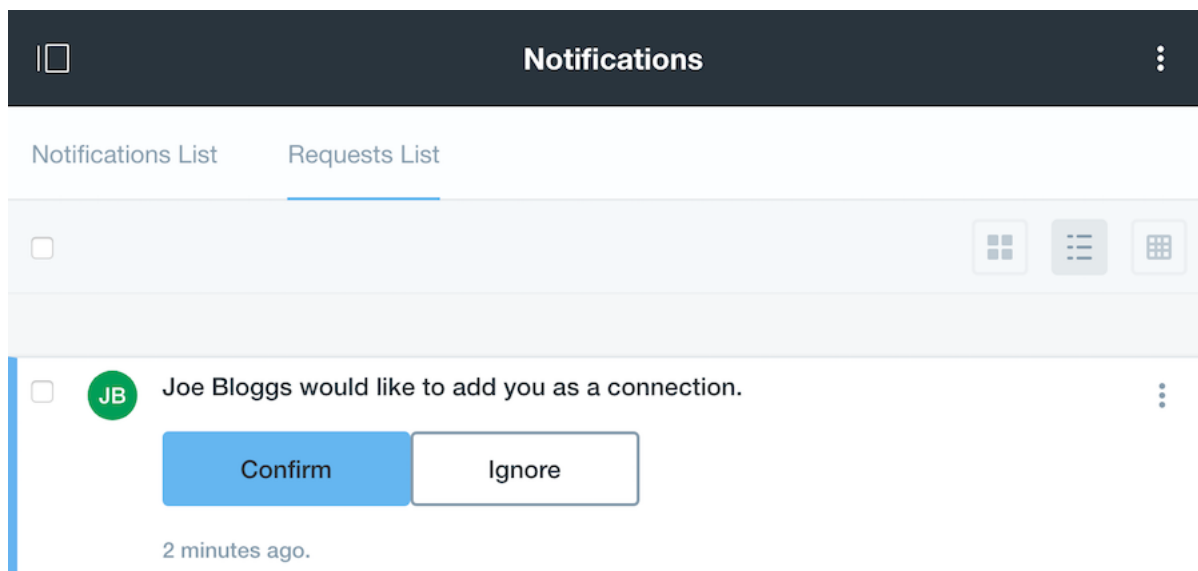 Notifications
Notifications List Requests List
JB Joe Bloggs would like to add you as a connection.
Confirm Ignore
2 minutes ago.